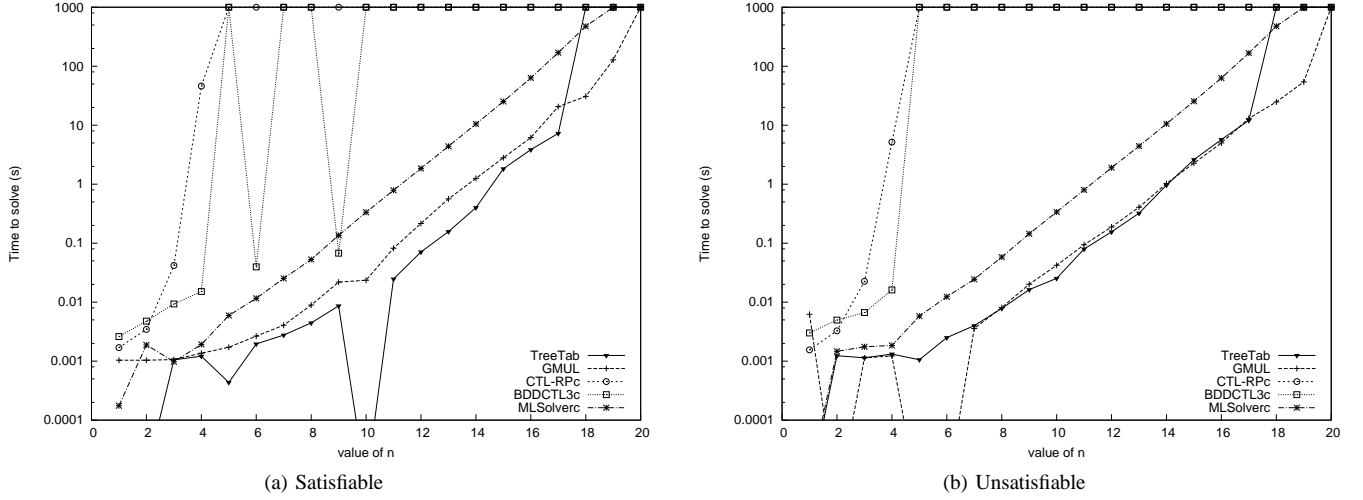 1000
100
10
1
0.1
0.01
0.001
0.0001
Time to solve (s)
0 2 4 6 8 10 12 14 16 18 20
value of n
TreeTab
GMUL
CTL-RPc
BDDCTL3c
MLSolverc
(a) Satisfiable
1000
100
10
1
0.1
0.01
0.001
0.0001
Time to solve (s)
0 2 4 6 8 10 12 14 16 18 20
value of n
TreeTab
GMUL
CTL-RPc
BDDCTL3c
MLSolverc
(b) Unsatisfiable